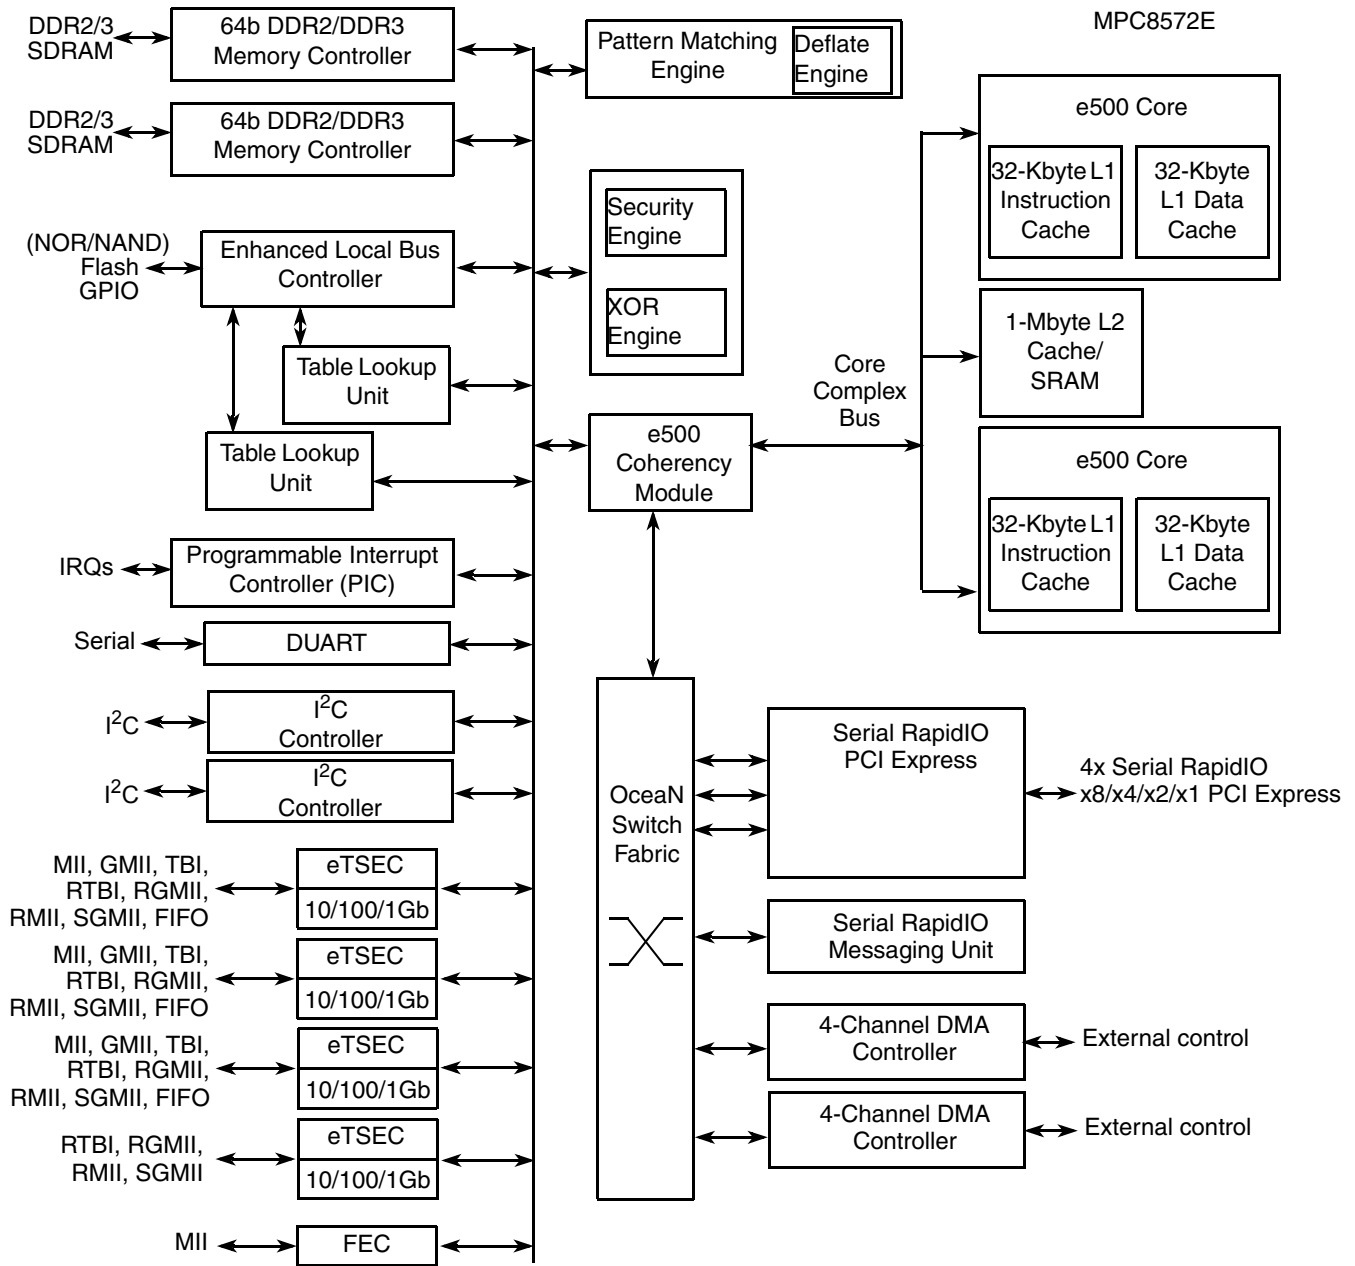 MPC8572E
DDR2/3
SDRAM
64b DDR2/DDR3
Memory Controller
Pattern Matching
Engine
Deflate
Engine
DDR2/3
SDRAM
64b DDR2/DDR3
Memory Controller
e500 Core
32-Kbyte L1
Instruction
Cache
32-Kbyte
L1 Data
Cache
Security
Engine
XOR
Engine
(NOR/NAND)
Flash
GPIO
Enhanced Local Bus
Controller
1-Mbyte L2
Cache/
SRAM
Table Lookup
Unit
Core
Complex
Bus
Table Lookup
Unit
e500
Coherency
Module
e500 Core
32-Kbyte L1
Instruction
Cache
32-Kbyte
L1 Data
Cache
IRQs
Programmable Interrupt
Controller (PIC)
Serial
DUART
I²C
I²C
Controller
I²C
I²C
Controller
OceaN
Switch
Fabric
Serial RapidIO
PCI Express
4x Serial RapidIO
x8/x4/x2/x1 PCI Express
MII, GMII, TBI,
RTBI, RGMII,
RMII, SGMII, FIFO
eTSEC
10/100/1Gb
Serial RapidIO
Messaging Unit
MII, GMII, TBI,
RTBI, RGMII,
RMII, SGMII, FIFO
eTSEC
10/100/1Gb
4-Channel DMA
Controller
External control
MII, GMII, TBI,
RTBI, RGMII,
RMII, SGMII, FIFO
eTSEC
10/100/1Gb
4-Channel DMA
Controller
External control
RTBI, RGMII,
RMII, SGMII
eTSEC
10/100/1Gb
MII
FEC